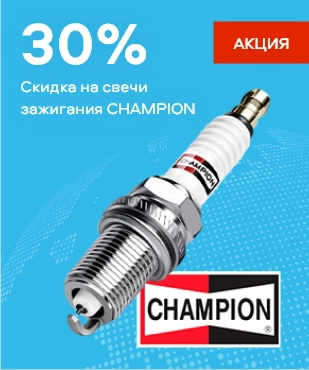 30%
АКЦИЯ
Скидка на свечи
зажигания CHAMPION
CHAMPION
CHAMPION
®